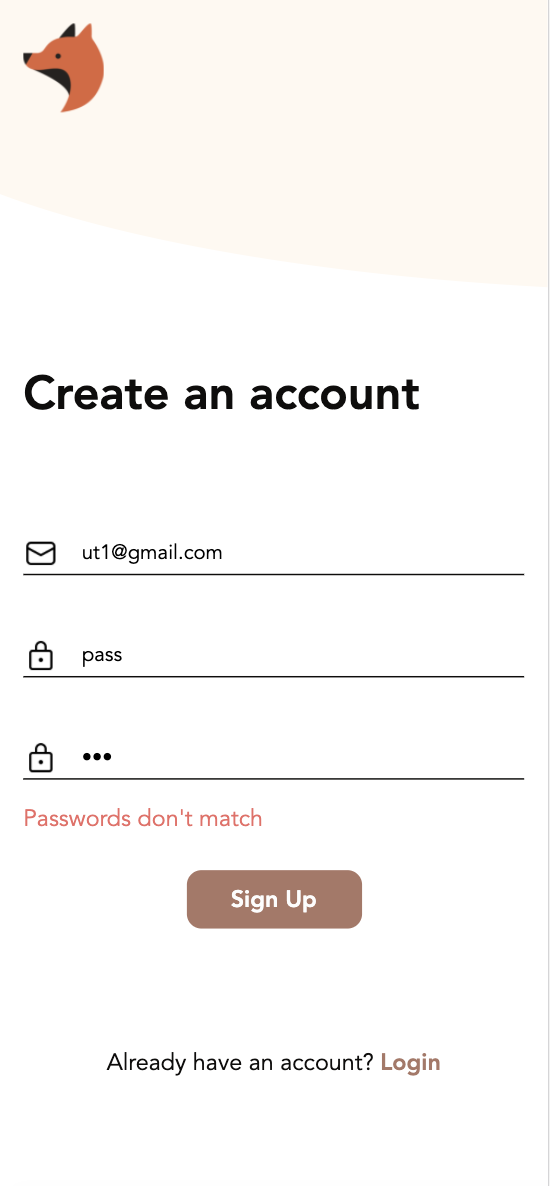 Create an account
ut1@gmail.com
pass
•••
Passwords don't match
Sign Up
Already have an account? Login